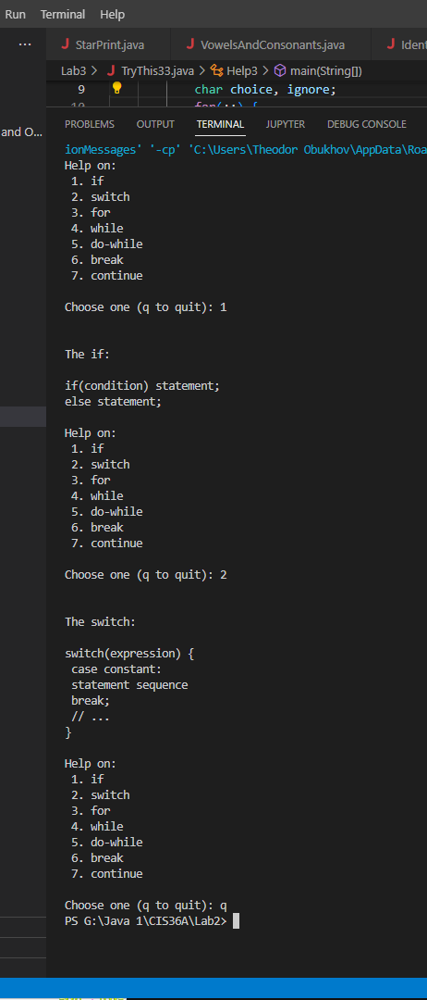 Run Terminal Help
... StarPrint.java VowelsAndConsonants.java Ident
Lab3 > TryThis33.java > Help3 > main(String[])
9 char choice, ignore;
10 for(;;) {
and O...
PROBLEMS OUTPUT TERMINAL JUPYTER DEBUG CONSOLE
ionMessages' '-cp' 'C:\Users\Theodor Obukhov\AppData\Roa
Help on:
1. if
2. switch
3. for
4. while
5. do-while
6. break
7. continue
Choose one (q to quit): 1
The if:
if(condition) statement;
else statement;
Help on:
1. if
2. switch
3. for
4. while
5. do-while
6. break
7. continue
Choose one (q to quit): 2
The switch:
switch(expression) {
case constant:
statement sequence
break;
// ...
}
Help on:
1. if
2. switch
3. for
4. while
5. do-while
6. break
7. continue
Choose one (q to quit): q
PS G:\Java 1\CIS36A\Lab2>